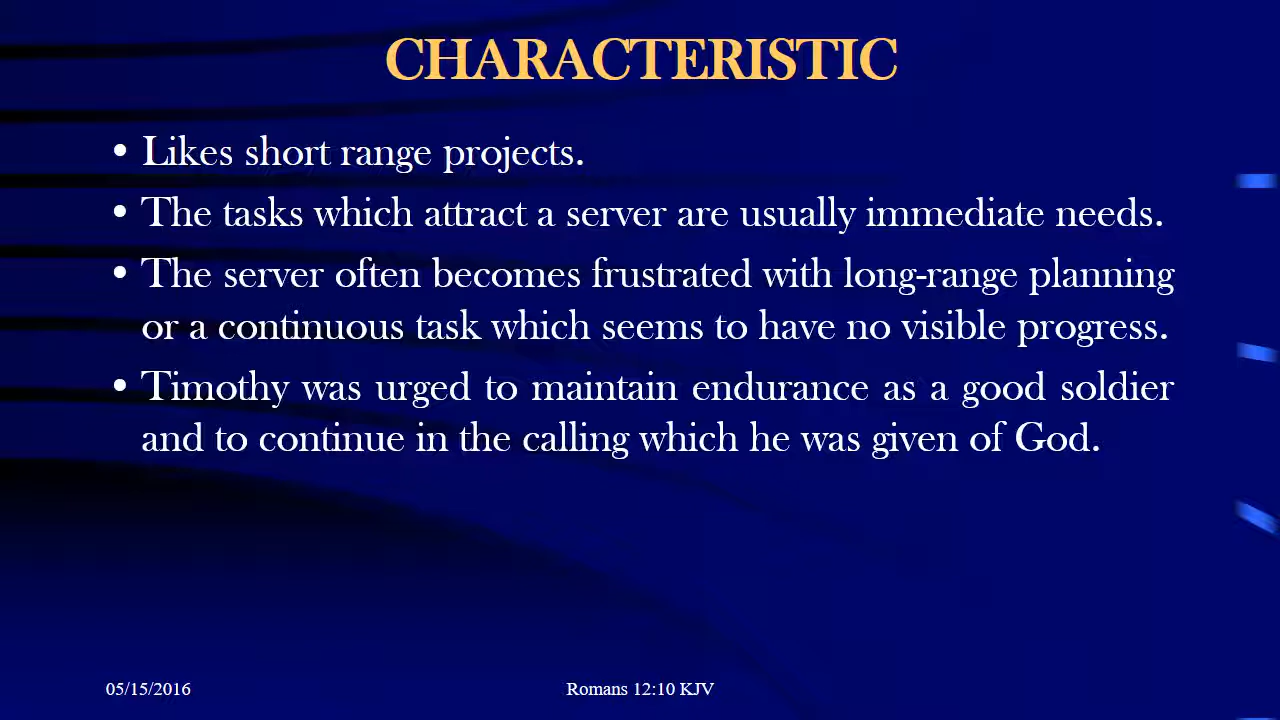 CHARACTERISTIC
• Likes short range projects.
• The tasks which attract a server are usually immediate needs.
• The server often becomes frustrated with long-range planning
or a continuous task which seems to have no visible progress.
• Timothy was urged to maintain endurance as a good soldier
and to continue in the calling which he was given of God.
05/15/2016
Romans 12:10 KJV